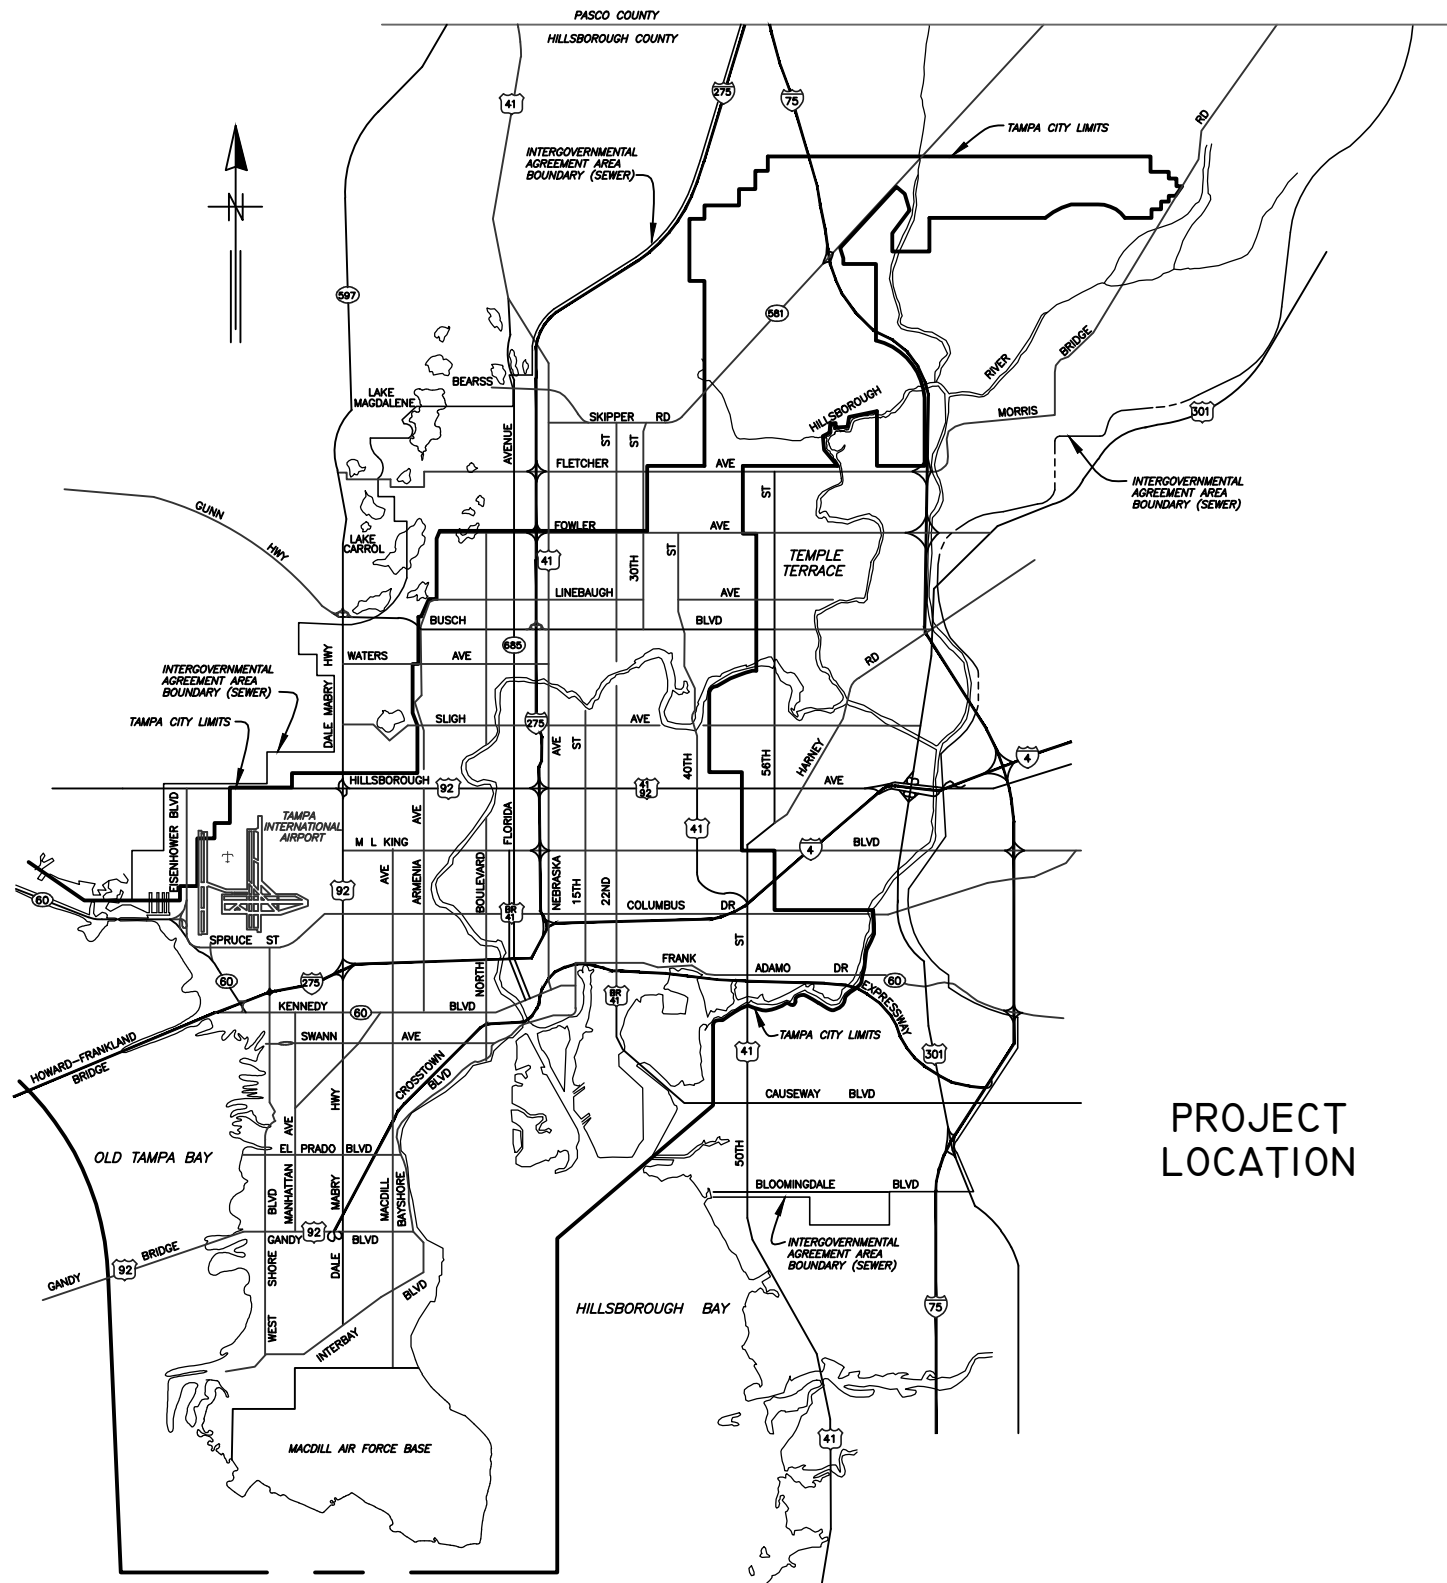 PASCO COUNTY
HILLSBOROUGH COUNTY
41
275
75
RD
TAMPA CITY LIMITS
INTERGOVERNMENTAL
AGREEMENT AREA
BOUNDARY (SEWER)
N
597
581
BRIDGE
RIVER
BEARSS
LAKE
MAGDALENE
HILLSBOROUGH
MORRIS
301
SKIPPER RD
AVENUE
ST
ST
FLETCHER AVE
INTERGOVERNMENTAL
AGREEMENT AREA
BOUNDARY (SEWER)
ST
GUNN
HWY
LAKE
CARROL
FOWLER AVE
41
30TH
ST
TEMPLE
TERRACE
LINEBAUGH AVE
BUSCH BLVD
685
WATERS AVE
HWY
RD
INTERGOVERNMENTAL
AGREEMENT AREA
BOUNDARY (SEWER)
TAMPA CITY LIMITS
DALE MABRY
SLIGH AVE
275
AVE
ST
40TH
56TH
HARNEY
4
HILLSBOROUGH AVE
92
41
92
EISENHOWER BLVD
TAMPA
INTERNATIONAL
AIRPORT
AVE
FLORIDA
41
M L KING BLVD
4
AVE
ARMENIA
BOULEVARD
NEBRASKA
15TH
22ND
92
60
BR
41
COLUMBUS DR
SPRUCE ST
ST
FRANK
ADAMO DR
60
275
60
NORTH
BR
41
EXPRESSWAY
KENNEDY BLVD
60
TAMPA CITY LIMITS
SWANN AVE
41
301
HOWARD-FRANKLAND
BRIDGE
CROSSTOWN
BLVD
HWY
CAUSEWAY BLVD
AVE
PROJECT
LOCATION
OLD TAMPA BAY
EL PRADO BLVD
50TH
BLVD
MANHATTAN
MABRY
MACDILL
BAYSHORE
BLOOMINGDALE BLVD
92
GANDY BLVD
INTERGOVERNMENTAL
AGREEMENT AREA
BOUNDARY (SEWER)
GANDY BRIDGE
92
SHORE
DALE
BLVD
HILLSBOROUGH BAY
75
WEST
INTERBAY
41
MACDILL AIR FORCE BASE